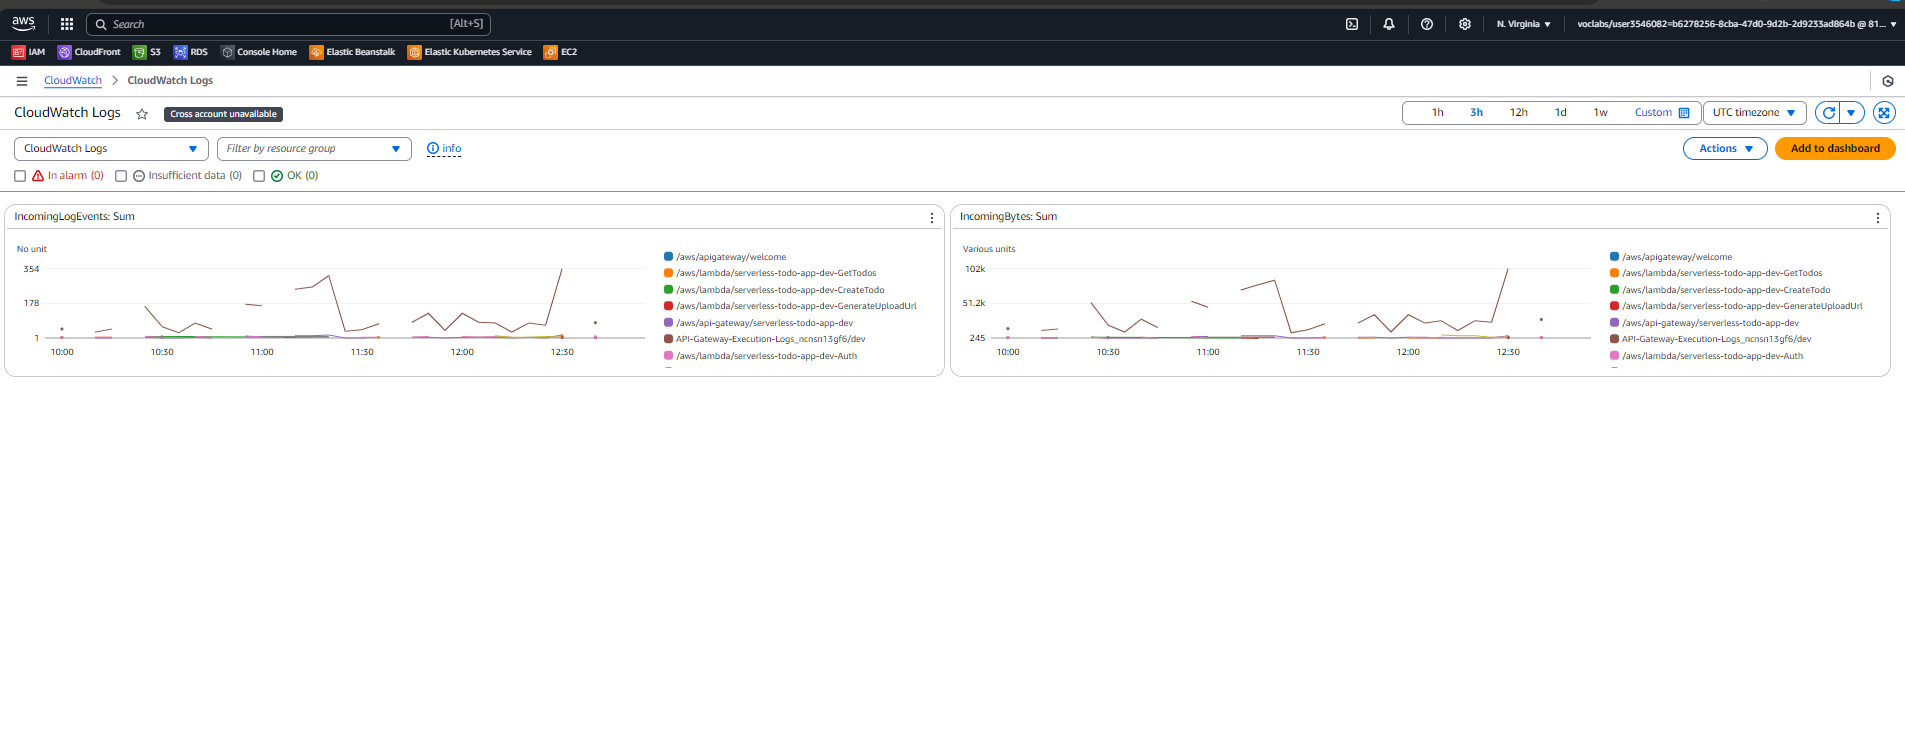 aws Search [Alt+S] N. Virginia voclabs/user3546082=b6278256-8cba-47d0-9d2b-2d9233ad864b @ 81...
IAM CloudFront S3 RDS Console Home Elastic Beanstalk Elastic Kubernetes Service EC2
CloudWatch CloudWatch Logs
CloudWatch Logs Cross account unavailable 1h 3h 12h 1d 1w Custom UTC timezone
CloudWatch Logs Filter by resource group info Actions Add to dashboard
In alarm (0) Insufficient data (0) OK (0)
IncomingLogEvents: Sum
No unit
354
178
1
10:00 10:30 11:00 11:30 12:00 12:30
/aws/apigateway/welcome
/aws/lambda/serverless-todo-app-dev-GetTodos
/aws/lambda/serverless-todo-app-dev-CreateTodo
/aws/lambda/serverless-todo-app-dev-GenerateUploadUrl
/aws/api-gateway/serverless-todo-app-dev
API-Gateway-Execution-Logs_ncnsn13gf6/dev
/aws/lambda/serverless-todo-app-dev-Auth
IncomingBytes: Sum
Various units
102k
51.2k
245
10:00 10:30 11:00 11:30 12:00 12:30
/aws/apigateway/welcome
/aws/lambda/serverless-todo-app-dev-GetTodos
/aws/lambda/serverless-todo-app-dev-CreateTodo
/aws/lambda/serverless-todo-app-dev-GenerateUploadUrl
/aws/api-gateway/serverless-todo-app-dev
API-Gateway-Execution-Logs_ncnsn13gf6/dev
/aws/lambda/serverless-todo-app-dev-Auth